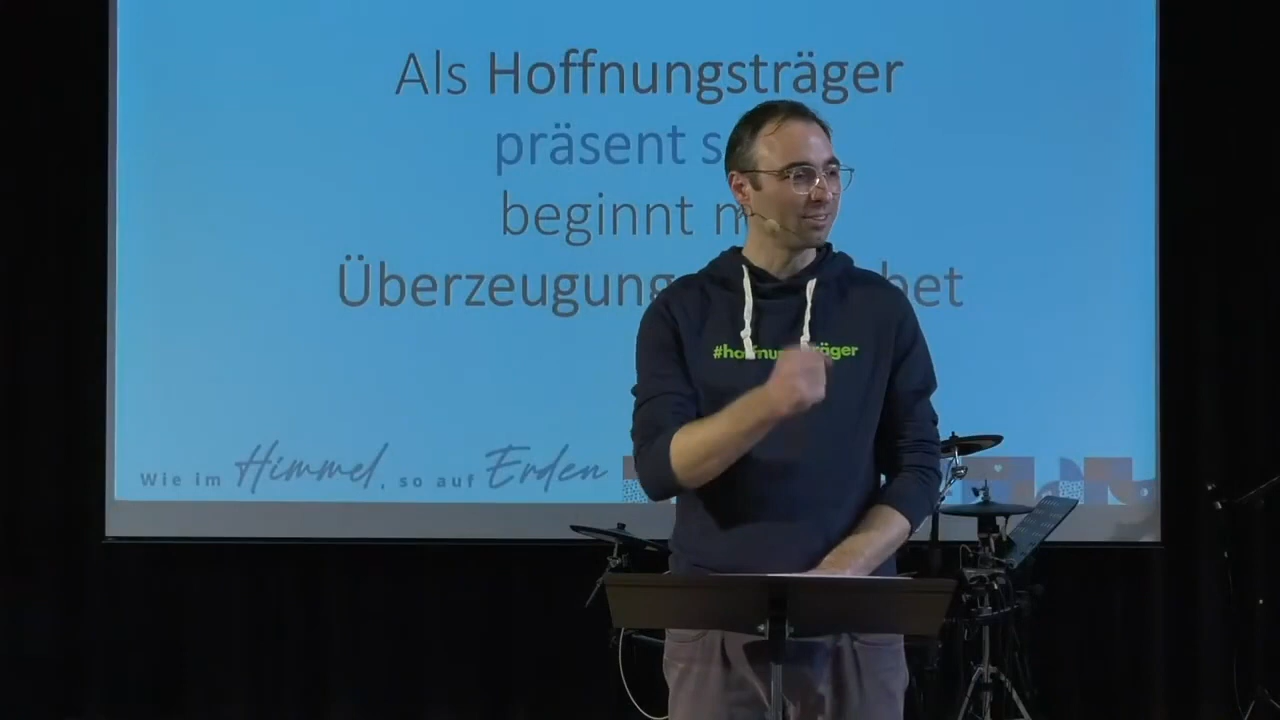 Als Hoffnungsträger
präsent
beginnt
Überzeugung
Wie im Himmel, so auf Erden